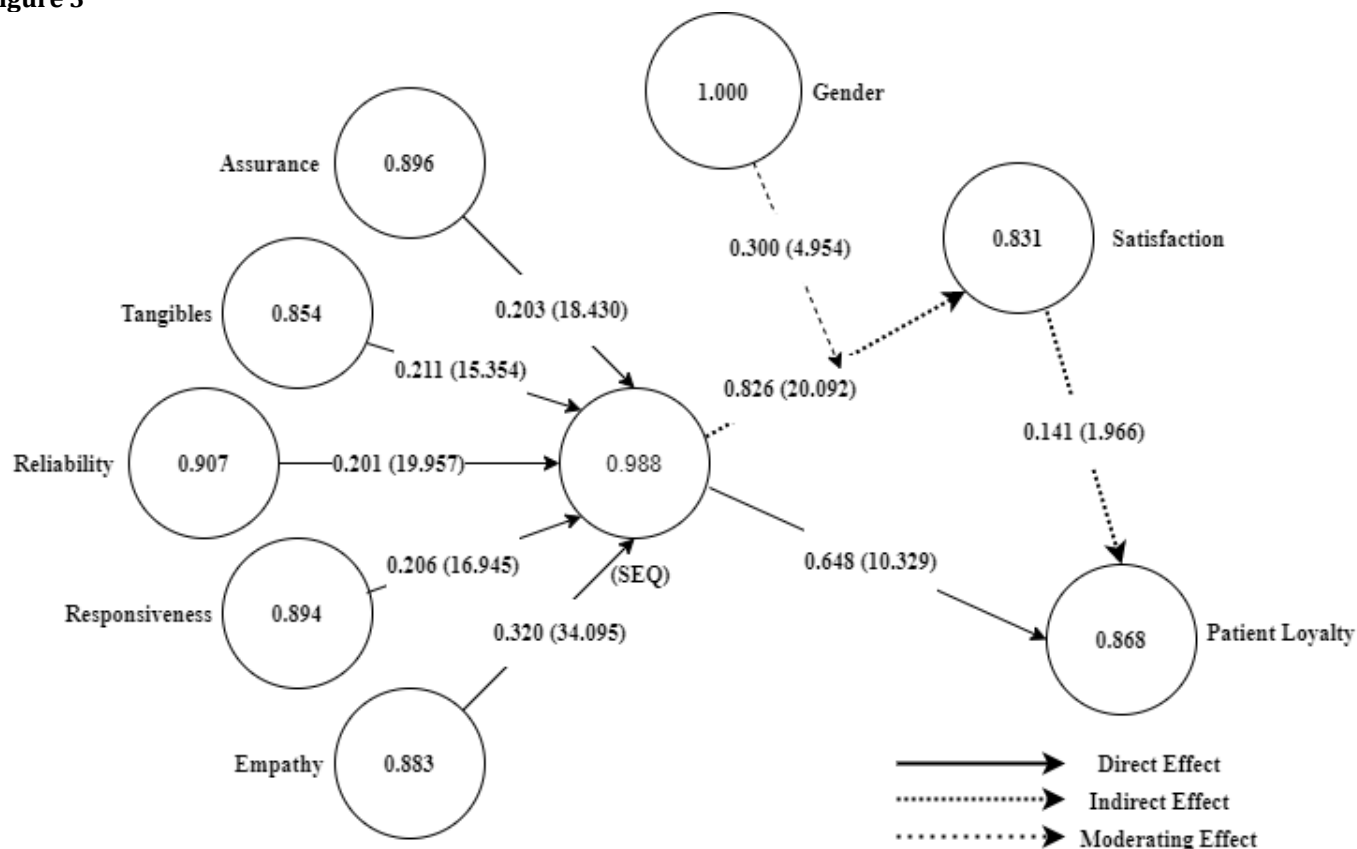 1.000 Gender
Assurance 0.896
0.300 (4.954)
0.831 Satisfaction
Tangibles 0.854
0.203 (18.430)
0.211 (15.354)
0.826 (20.092)
0.141 (1.966)
Reliability 0.907
0.201 (19.957)
0.988
0.206 (16.945)
(SEQ)
0.648 (10.329)
Responsiveness 0.894
0.320 (34.095)
0.868 Patient Loyalty
Empathy 0.883
Direct Effect
Indirect Effect
Moderating Effect